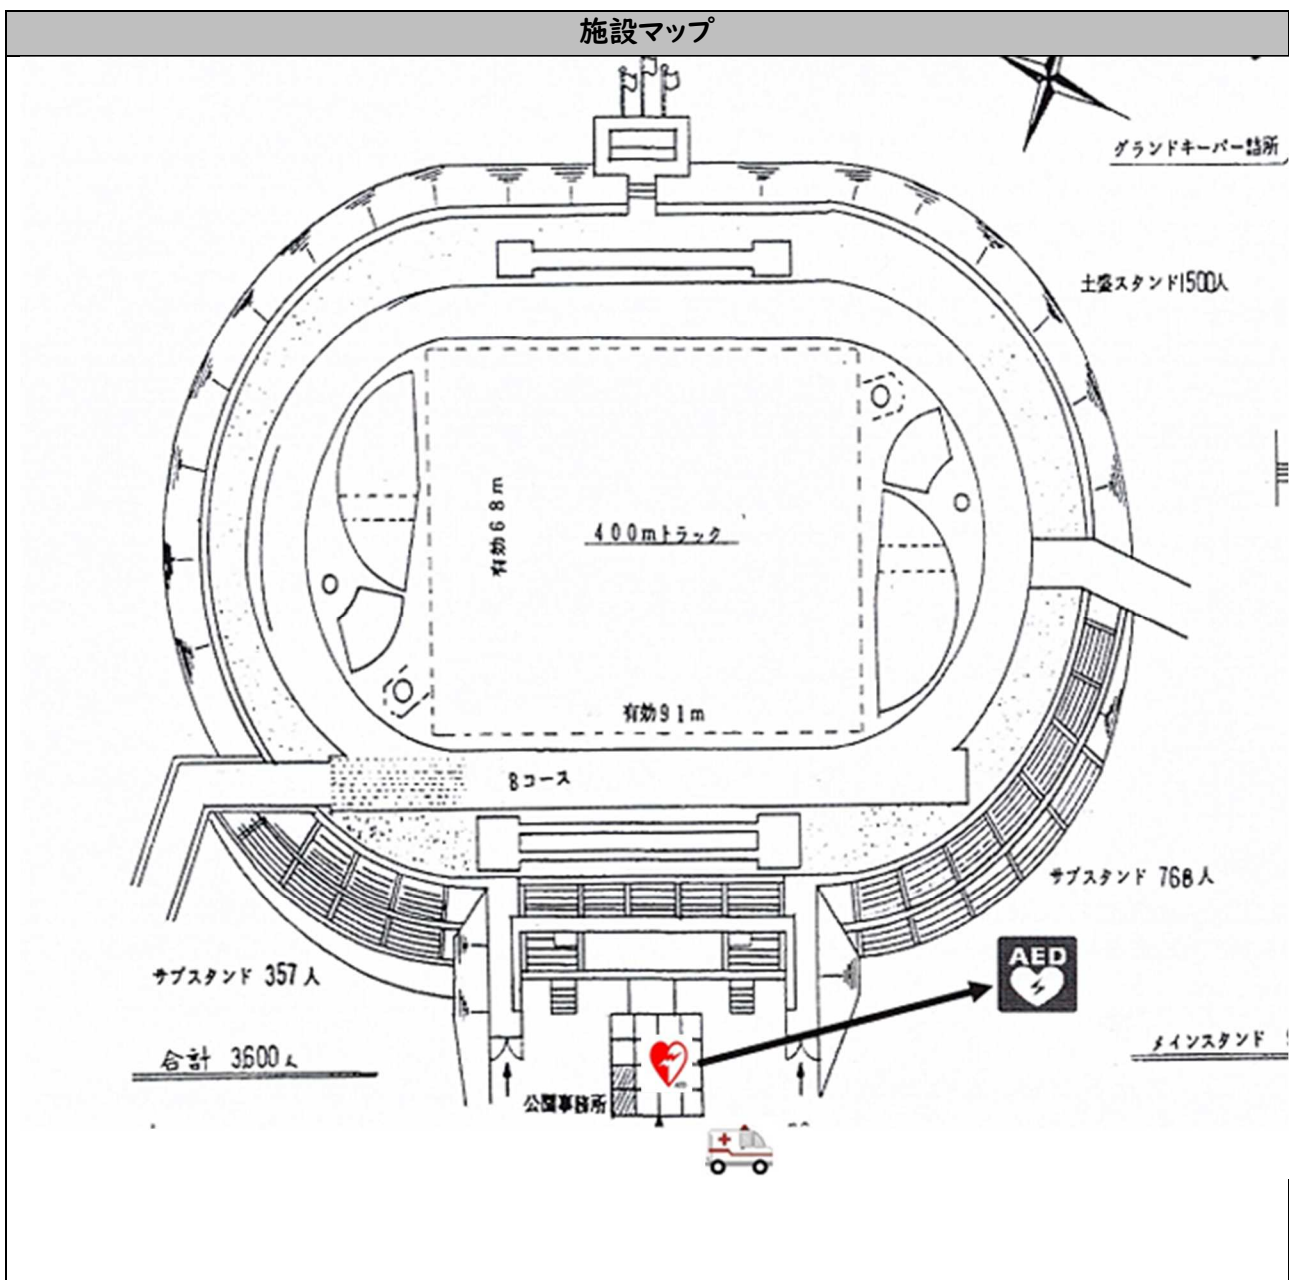 施設マップ
グランドキーパー詰所
土盛スタンド1500人
有効68m
400mトラック
有効91m
8コース
サブスタンド 768人
AED
サブスタンド 357人
メインスタンド
合計 3,600人
公園事務所